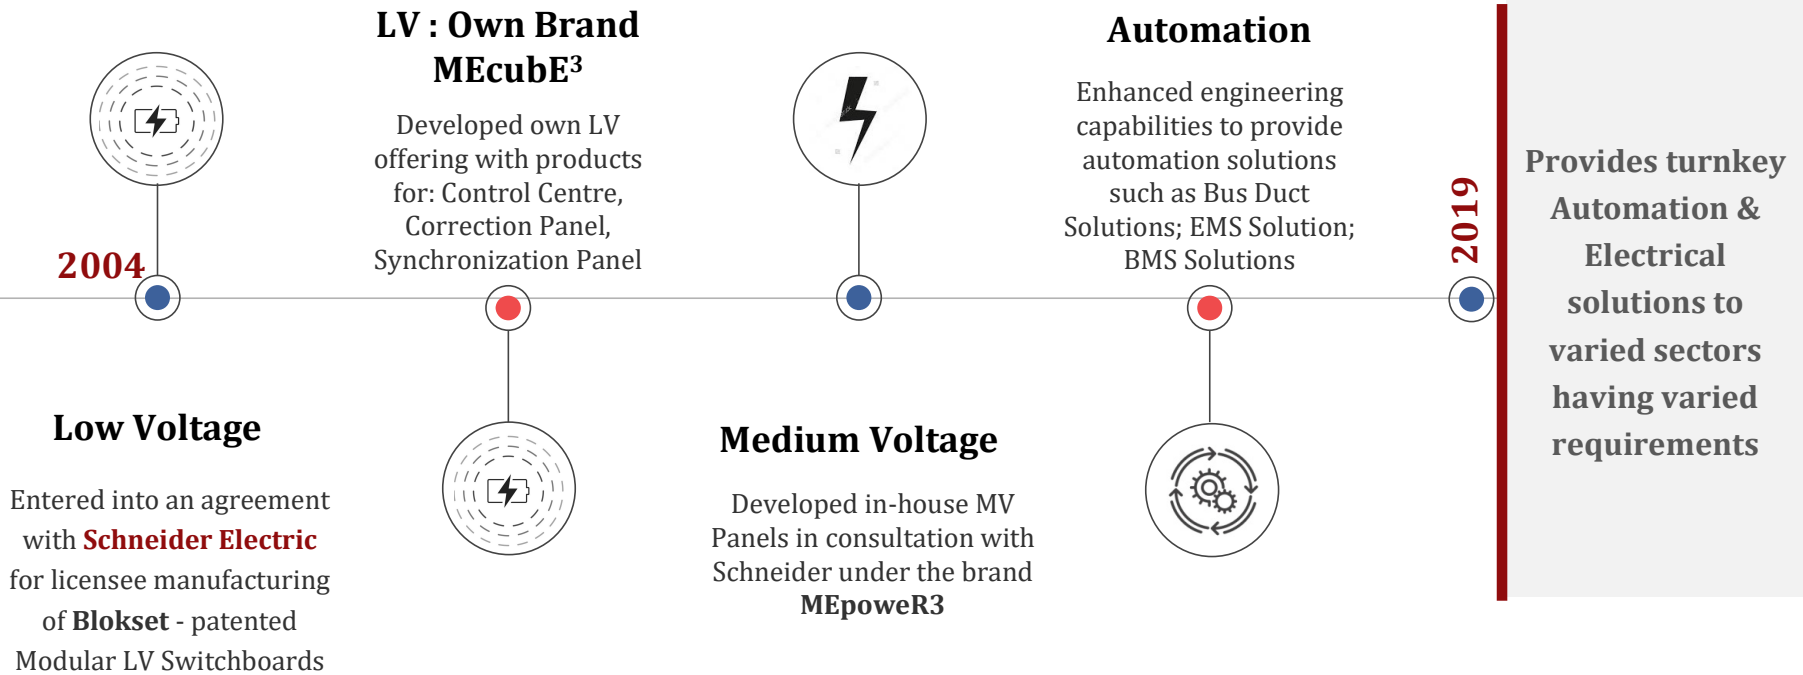 2004
Low Voltage
Entered into an agreement
with Schneider Electric
for licensee manufacturing
of Blokset - patented
Modular LV Switchboards
LV : Own Brand
MEcubE³
Developed own LV
offering with products
for: Control Centre,
Correction Panel,
Synchronization Panel
Medium Voltage
Developed in-house MV
Panels in consultation with
Schneider under the brand
MEpoweR3
Automation
Enhanced engineering
capabilities to provide
automation solutions
such as Bus Duct
Solutions; EMS Solution;
BMS Solutions
2019
Provides turnkey
Automation &
Electrical
solutions to
varied sectors
having varied
requirements